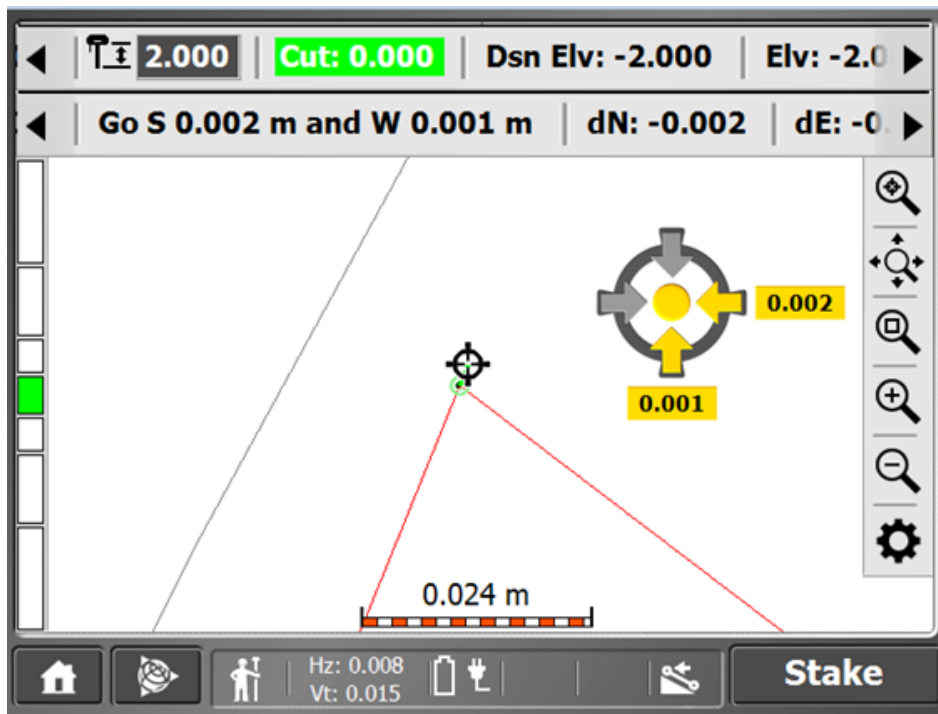 2.000 Cut: 0.000 Dsn Elv: -2.000 Elv: -2.0
Go S 0.002 m and W 0.001 m dN: -0.002 dE: -0.
0.002
0.001
0.024 m
Hz: 0.008
Vt: 0.015
Stake